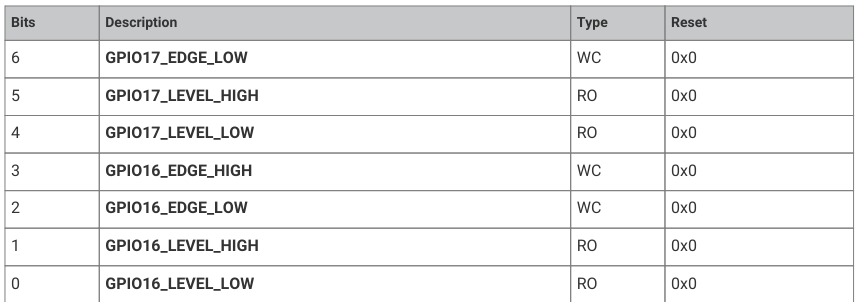 Bits Description Type Reset
6 GPIO17_EDGE_LOW WC 0x0
5 GPIO17_LEVEL_HIGH RO 0x0
4 GPIO17_LEVEL_LOW RO 0x0
3 GPIO16_EDGE_HIGH WC 0x0
2 GPIO16_EDGE_LOW WC 0x0
1 GPIO16_LEVEL_HIGH RO 0x0
0 GPIO16_LEVEL_LOW RO 0x0